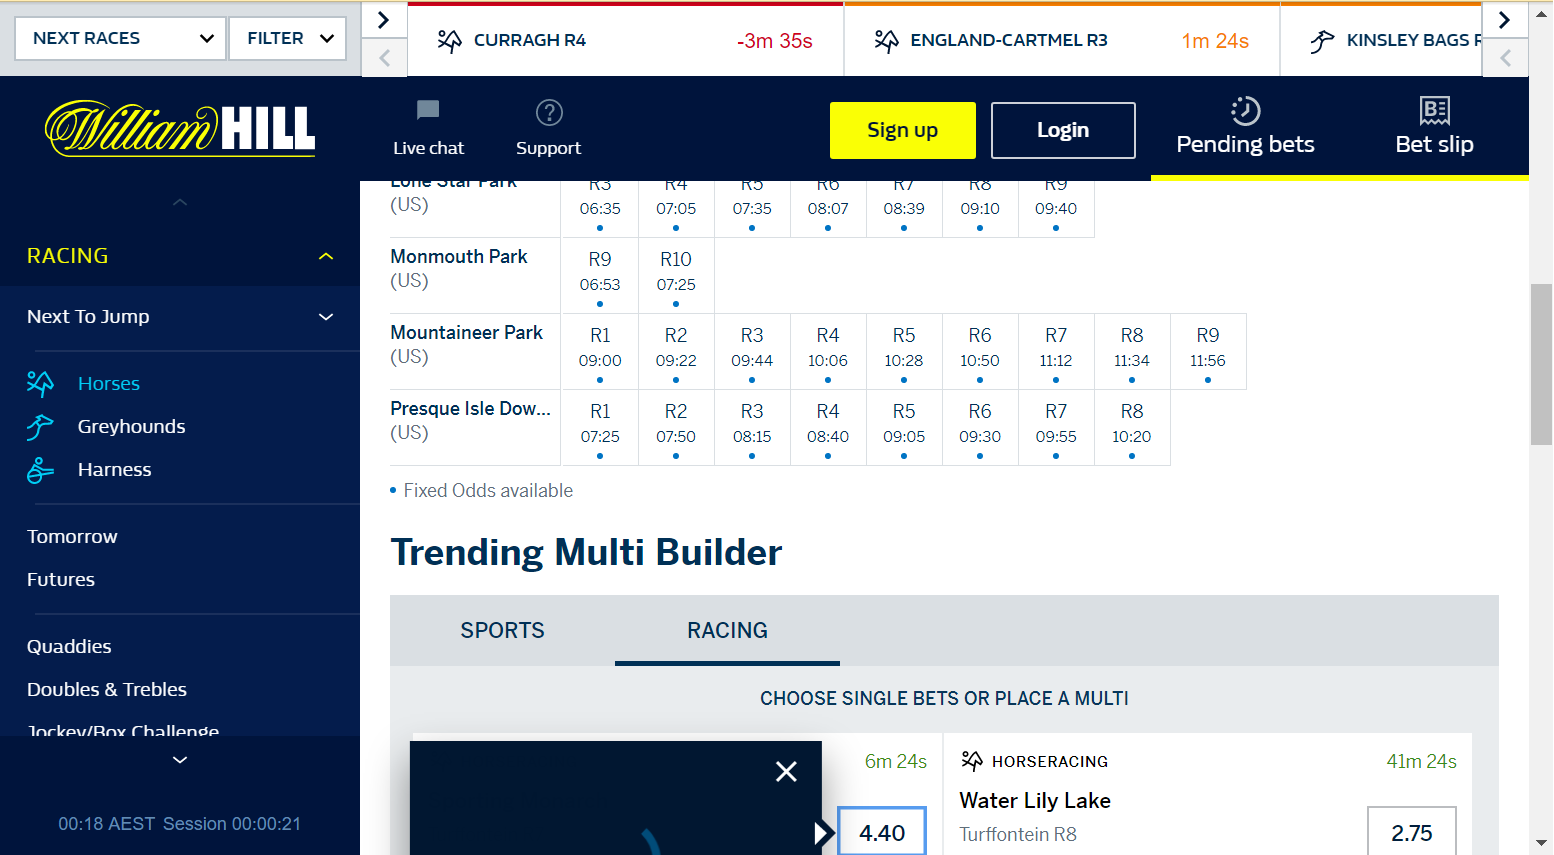 NEXT RACES
FILTER
CURRAGH R4
-3m 35s
ENGLAND-CARTMEL R3
1m 24s
KINSLEY BAGS
William HILL
Live chat
Support
Sign up
Login
Pending bets
Bet slip
RACING
Next To Jump
Horses
Greyhounds
Harness
Tomorrow
Futures
Quaddies
Doubles & Trebles
Jockey/Box Challenge
00:18 AEST Session 00:00:21
Lone Star Park R3 R4 R5 R6 R7 R8 R9
(US) 06:35 07:05 07:35 08:07 08:39 09:10 09:40
Monmouth Park R9 R10
(US) 06:53 07:25
Mountaineer Park R1 R2 R3 R4 R5 R6 R7 R8 R9
(US) 09:00 09:22 09:44 10:06 10:28 10:50 11:12 11:34 11:56
Presque Isle Dow... R1 R2 R3 R4 R5 R6 R7 R8
(US) 07:25 07:50 08:15 08:40 09:05 09:30 09:55 10:20
• Fixed Odds available
Trending Multi Builder
SPORTS
RACING
CHOOSE SINGLE BETS OR PLACE A MULTI
6m 24s
4.40
HORSERACING
41m 24s
Water Lily Lake
Turffontein R8
2.75